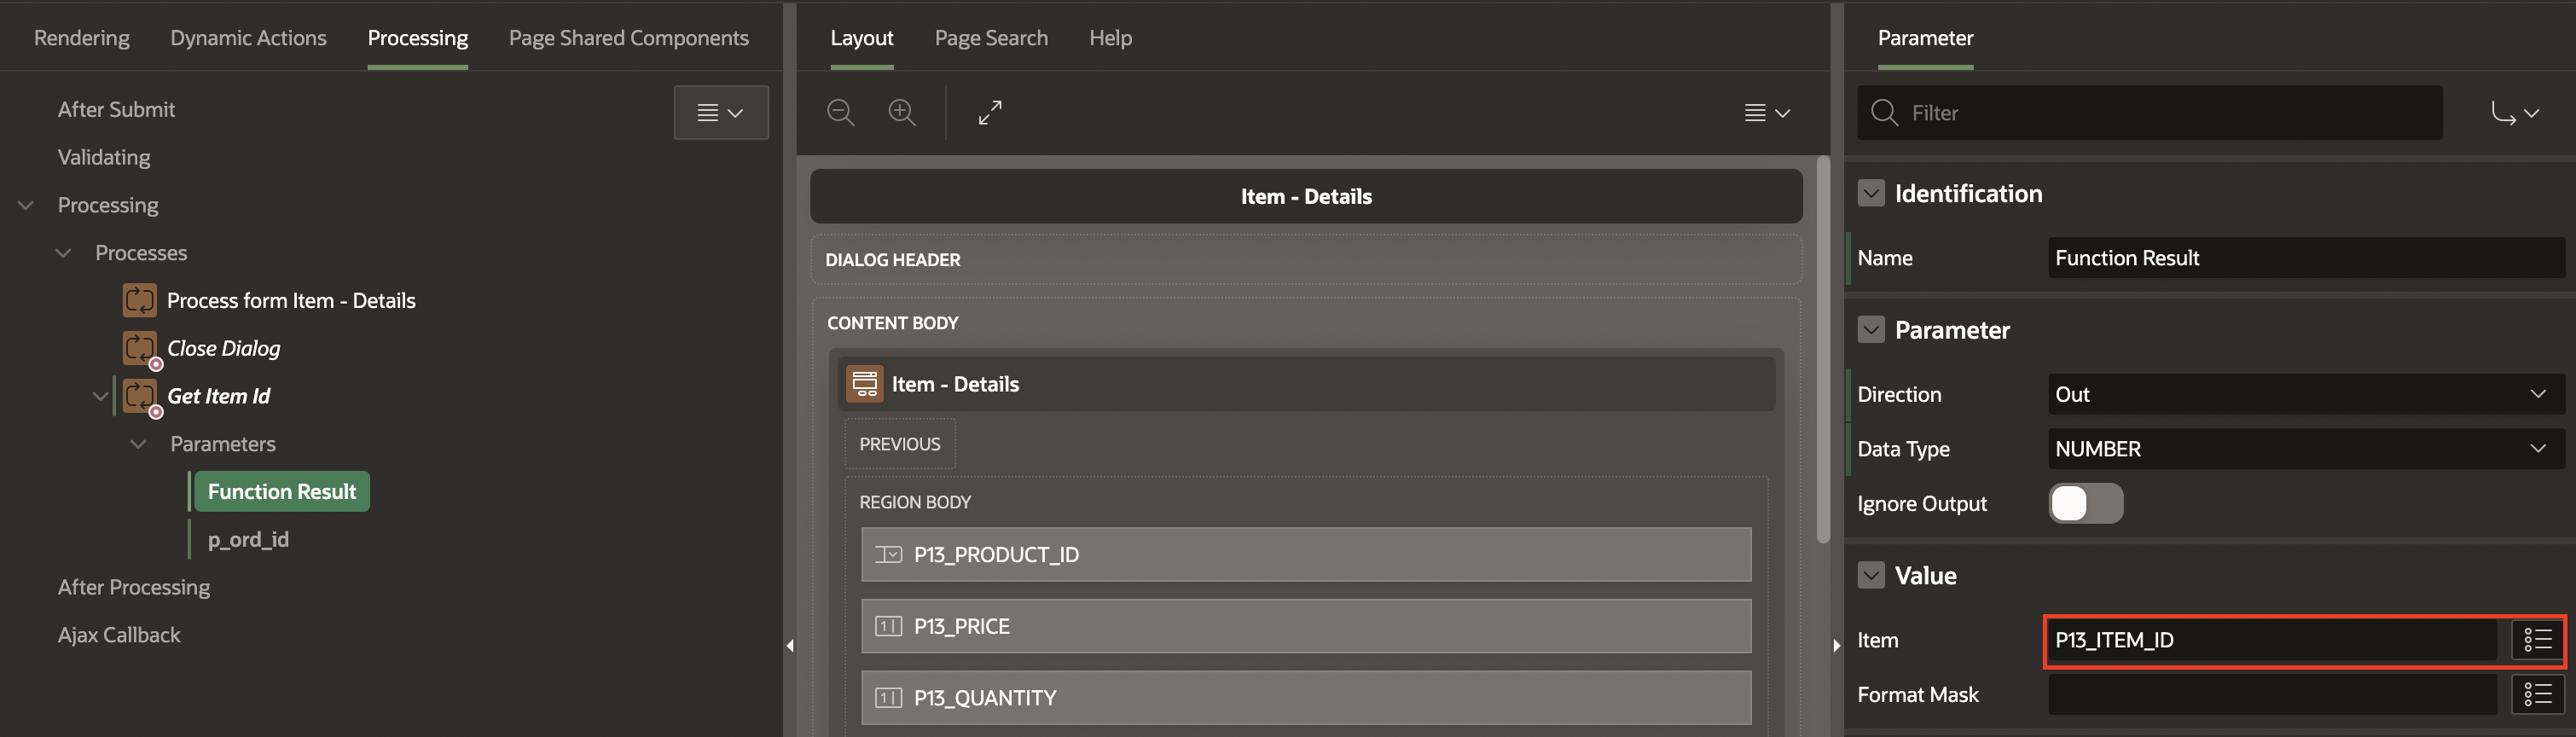 Rendering
Dynamic Actions
Processing
Page Shared Components
After Submit
Validating
Processing
Processes
Process form Item - Details
Close Dialog
Get Item Id
Parameters
Function Result
p_ord_id
After Processing
Ajax Callback
Layout
Page Search
Help
Item - Details
DIALOG HEADER
CONTENT BODY
Item - Details
PREVIOUS
REGION BODY
P13_PRODUCT_ID
P13_PRICE
P13_QUANTITY
Parameter
Filter
Identification
Name
Function Result
Parameter
Direction
Out
Data Type
NUMBER
Ignore Output
Value
Item
P13_ITEM_ID
Format Mask